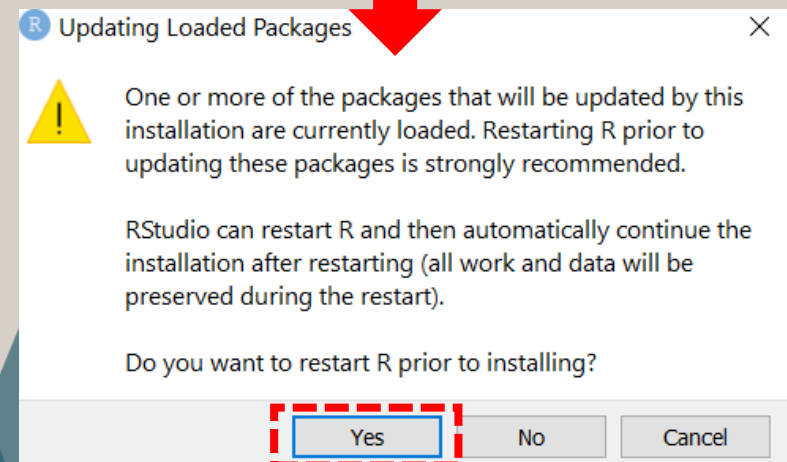 R Updating Loaded Packages
One or more of the packages that will be updated by this
installation are currently loaded. Restarting R prior to
updating these packages is strongly recommended.
RStudio can restart R and then automatically continue the
installation after restarting (all work and data will be
preserved during the restart).
Do you want to restart R prior to installing?
Yes No Cancel